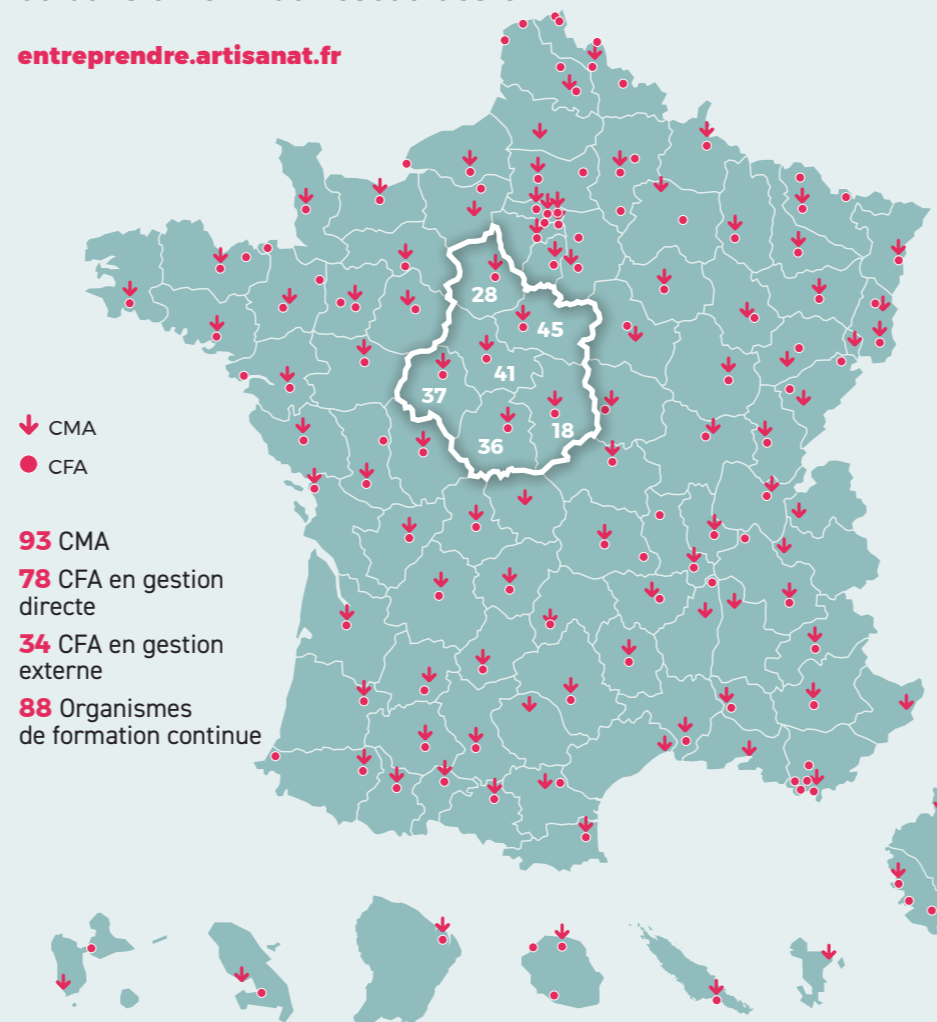 entreprendre.artisanat.fr
28
45
41
37
36
18
CMA
CFA
93 CMA
78 CFA en gestion
directe
34 CFA en gestion
externe
88 Organismes
de formation continue